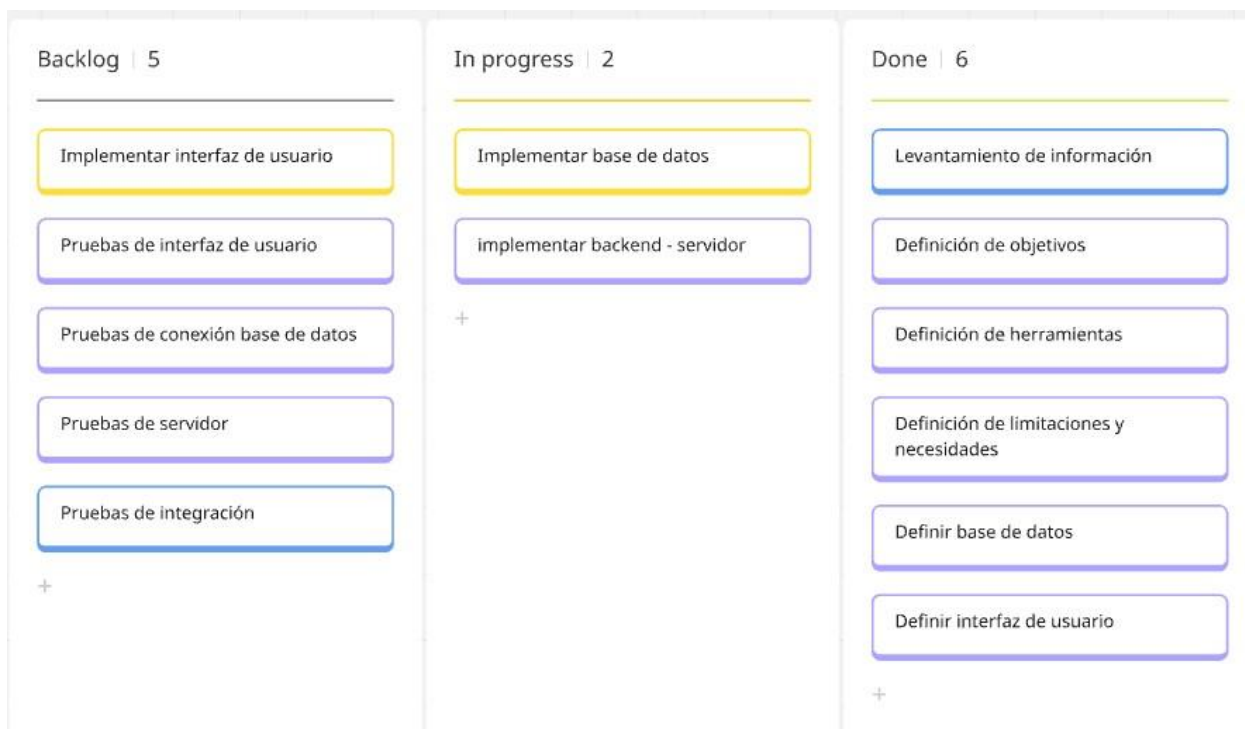 Backlog | 5
Implementar interfaz de usuario
Pruebas de interfaz de usuario
Pruebas de conexión base de datos
Pruebas de servidor
Pruebas de integración
+
In progress | 2
Implementar base de datos
implementar backend - servidor
+
Done | 6
Levantamiento de información
Definición de objetivos
Definición de herramientas
Definición de limitaciones y
necesidades
Definir base de datos
Definir interfaz de usuario
+